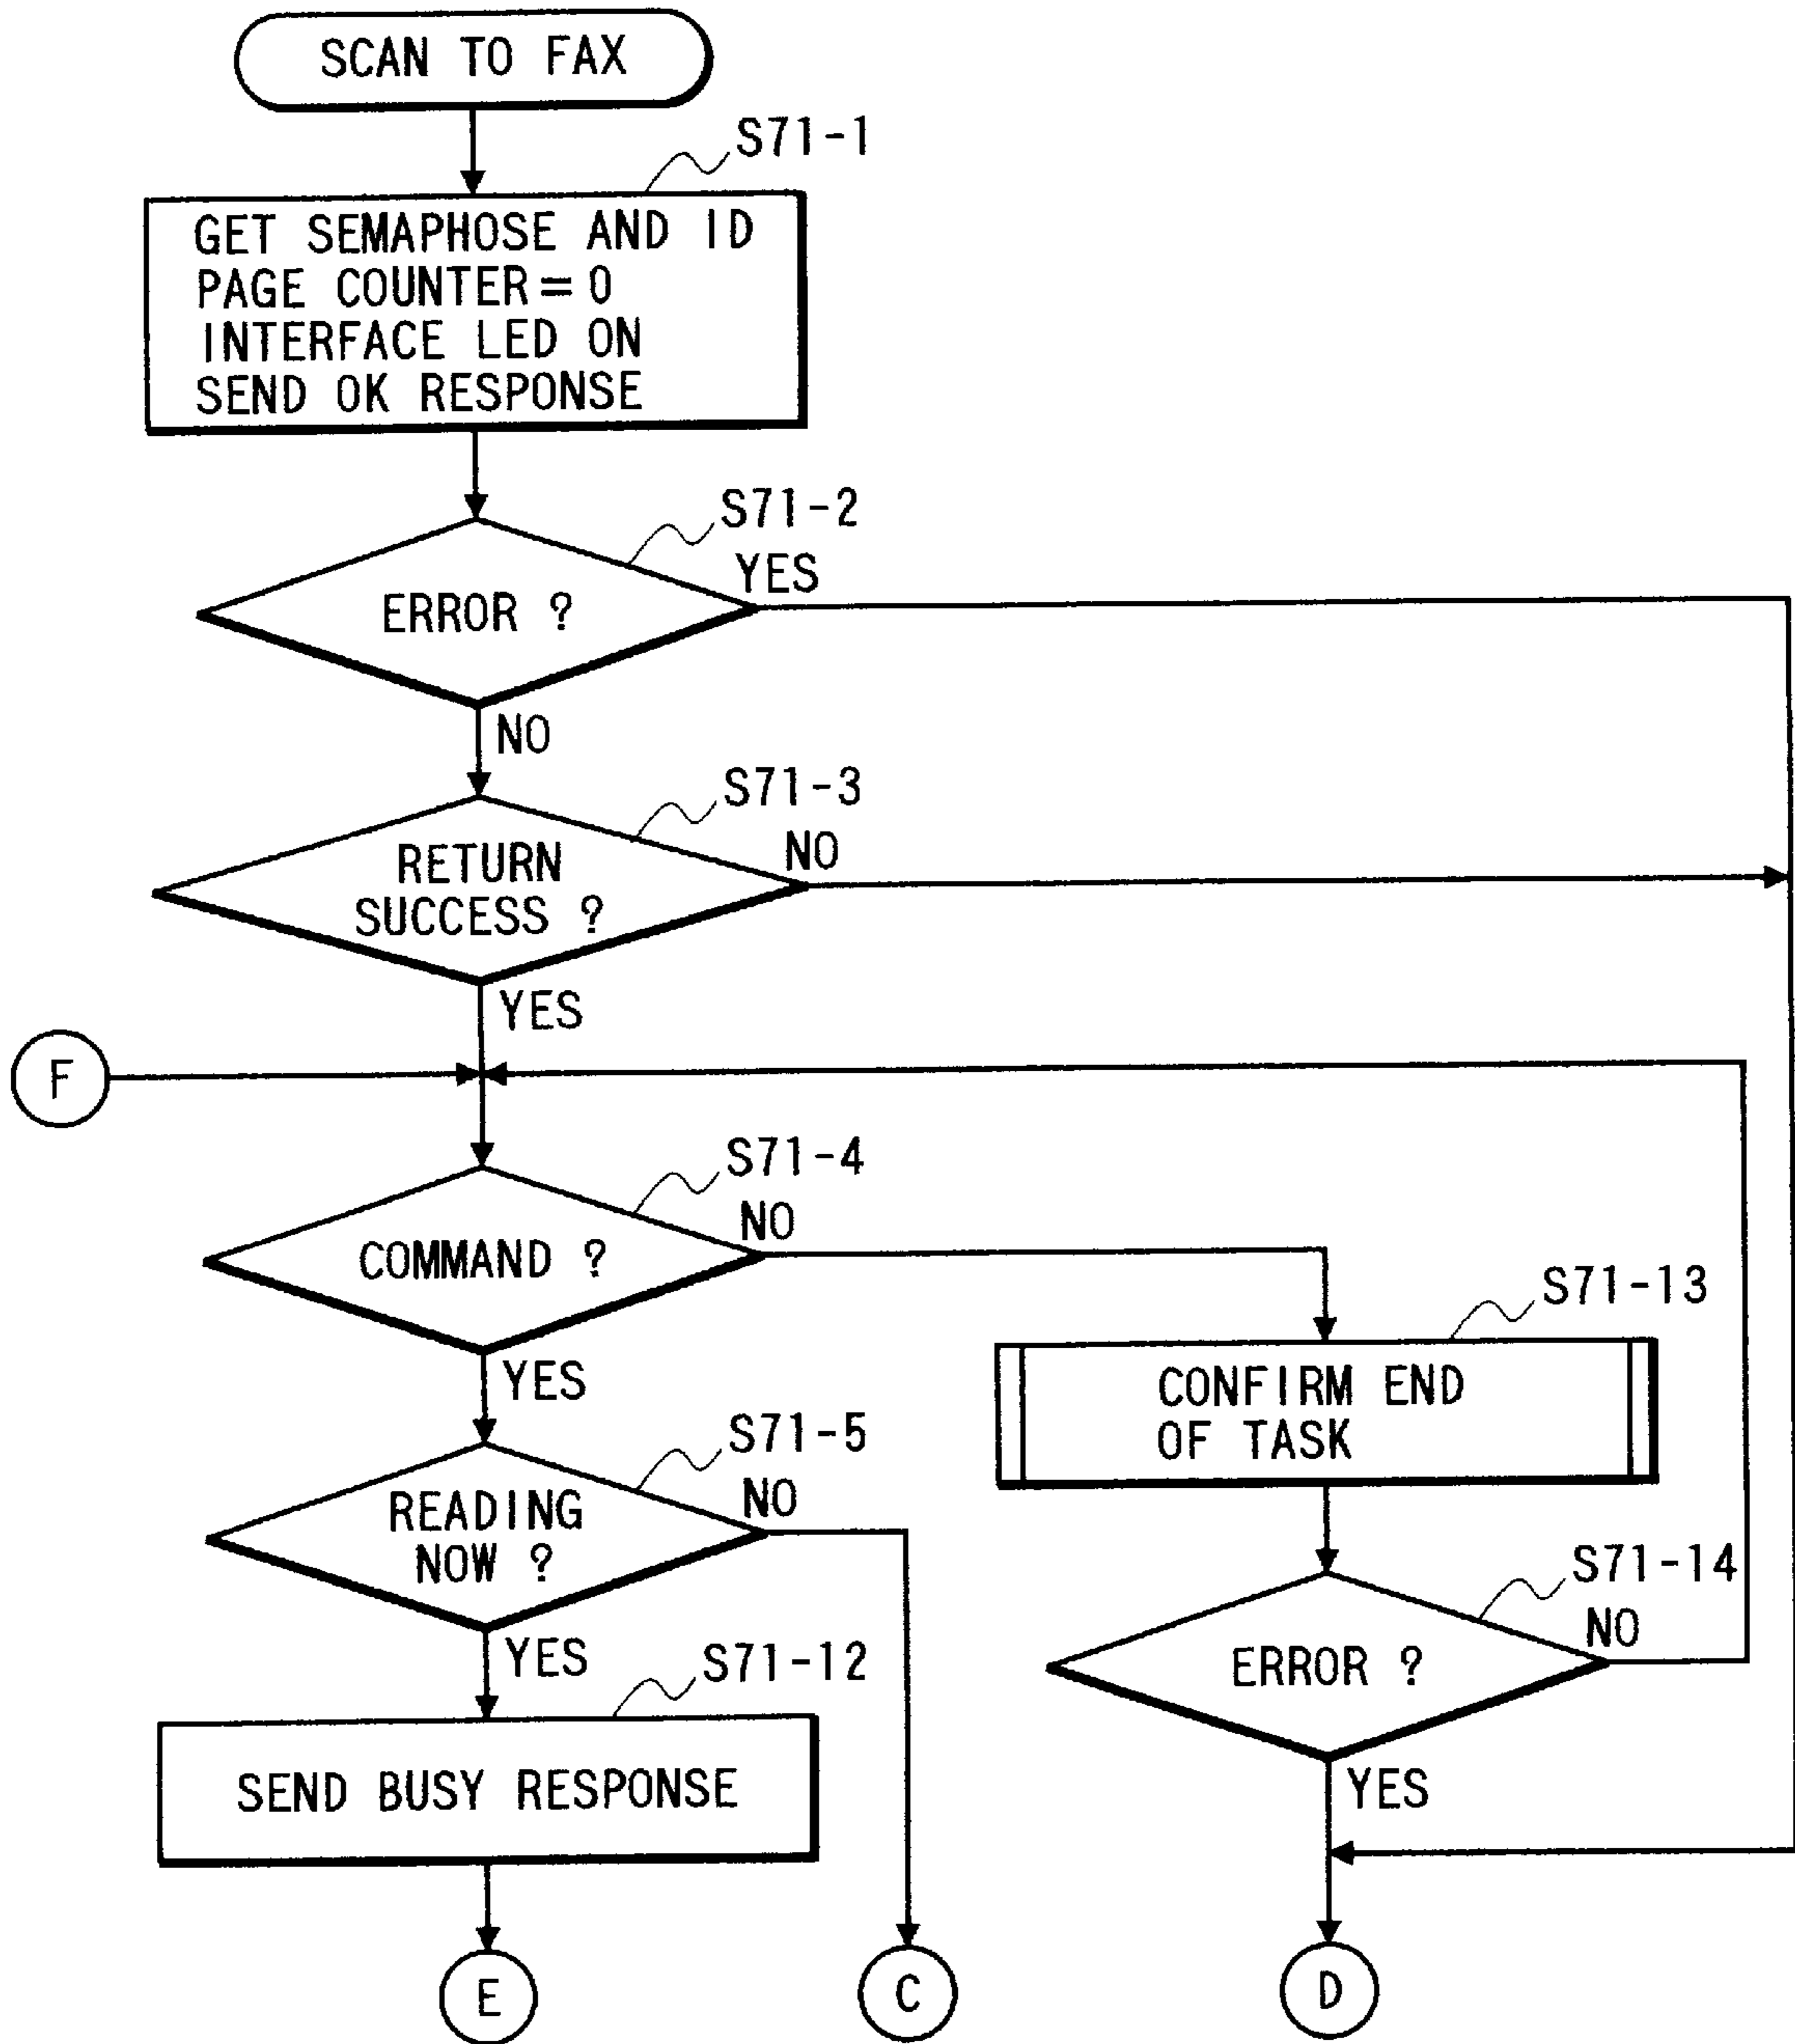 SCAN TO FAX
S71-1
GET SEMAPHOSE AND ID
PAGE COUNTER = 0
INTERFACE LED ON
SEND OK RESPONSE
S71-2
YES
ERROR ?
NO
S71-3
NO
RETURN
SUCCESS ?
YES
F
S71-4
NO
COMMAND ?
S71-13
YES
CONFIRM END
OF TASK
S71-5
NO
READING
NOW ?
S71-14
NO
YES
S71-12
ERROR ?
SEND BUSY RESPONSE
YES
E
C
D